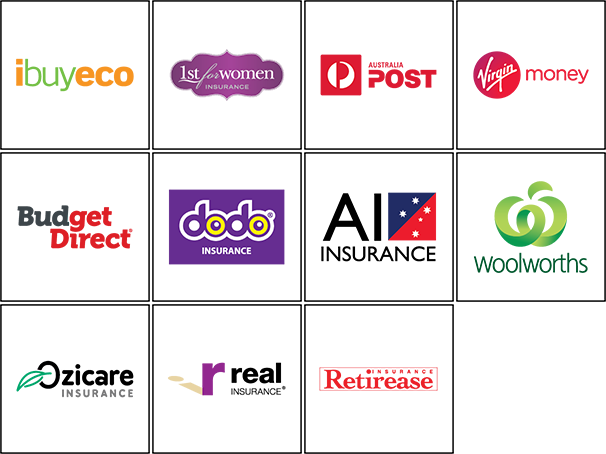 ibuyeco
1st for women
INSURANCE
AUSTRALIA
POST
Virgin money
Budget
Direct®
dodo®
INSURANCE
AI
INSURANCE
Woolworths
Ozicare
INSURANCE
r real
INSURANCE®
INSURANCE
Retirease